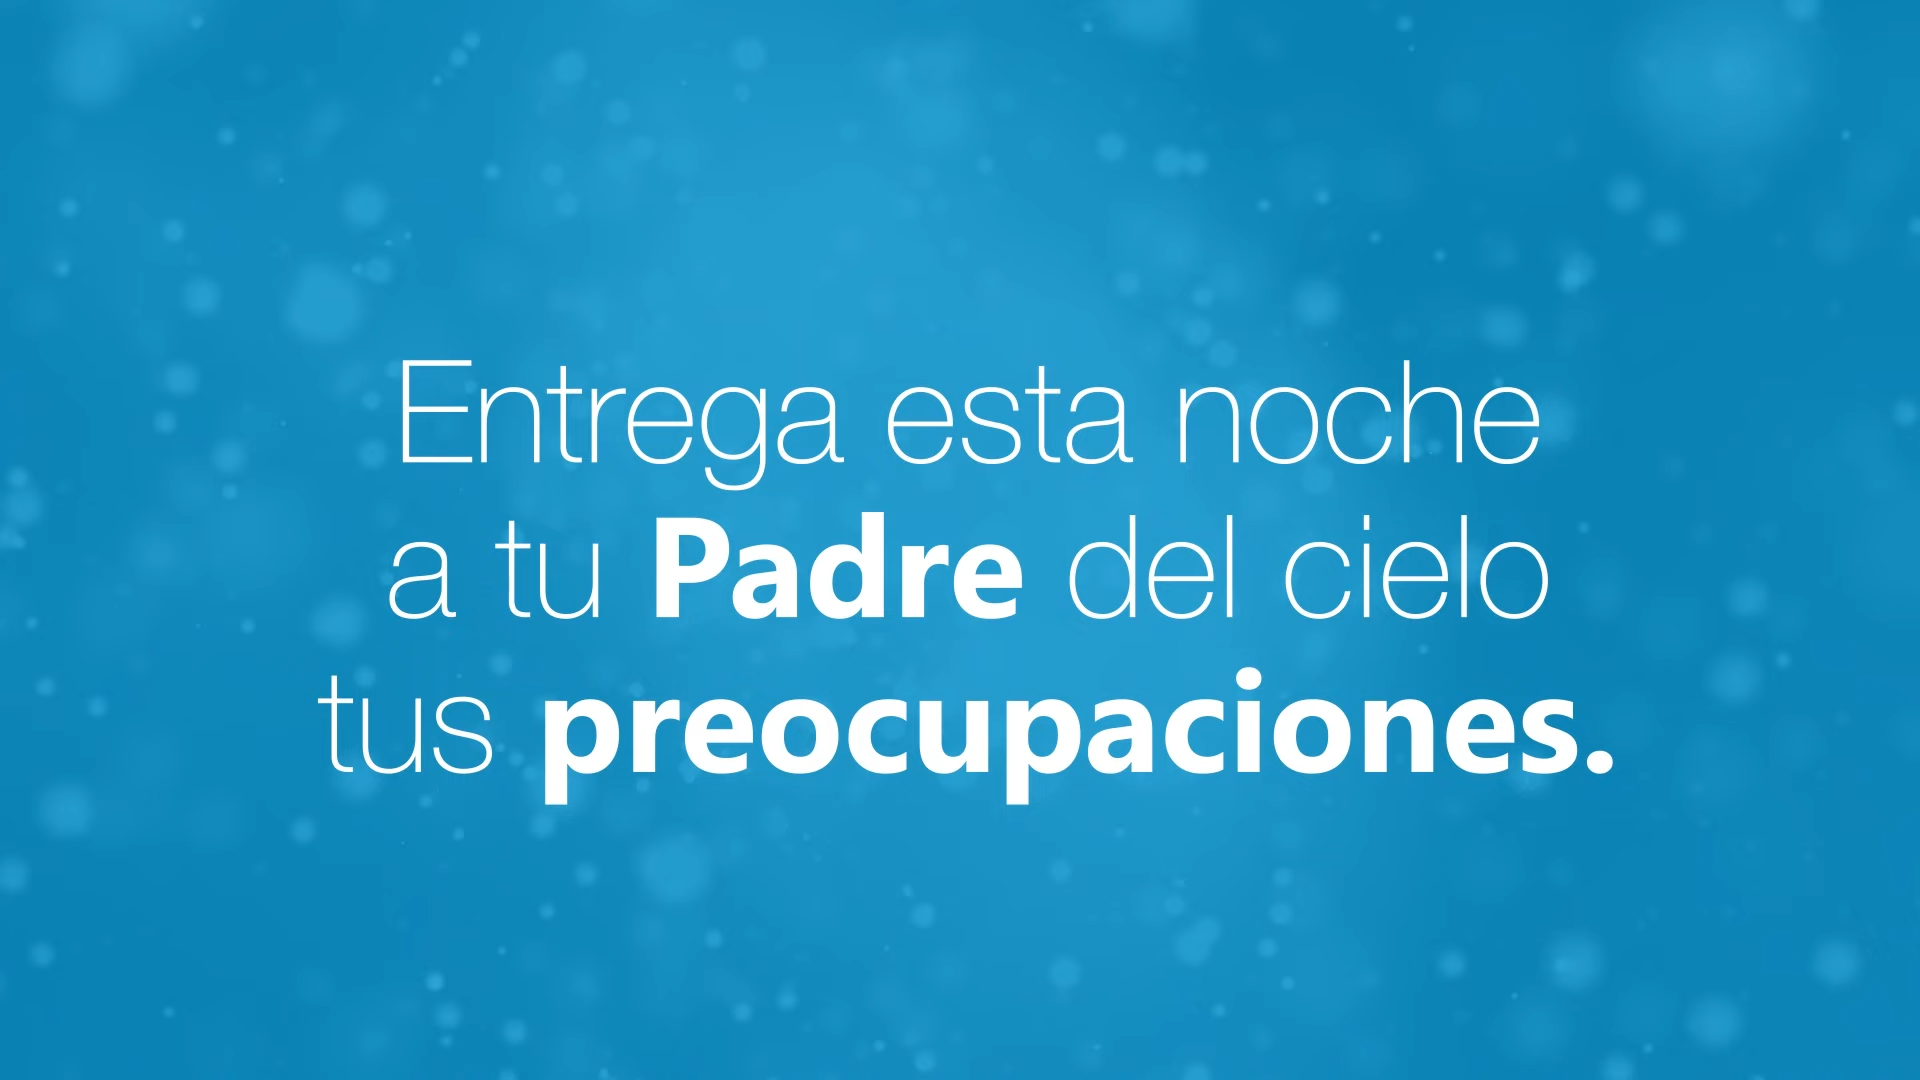 Entrega esta noche
a tu Padre del cielo
tus preocupaciones.